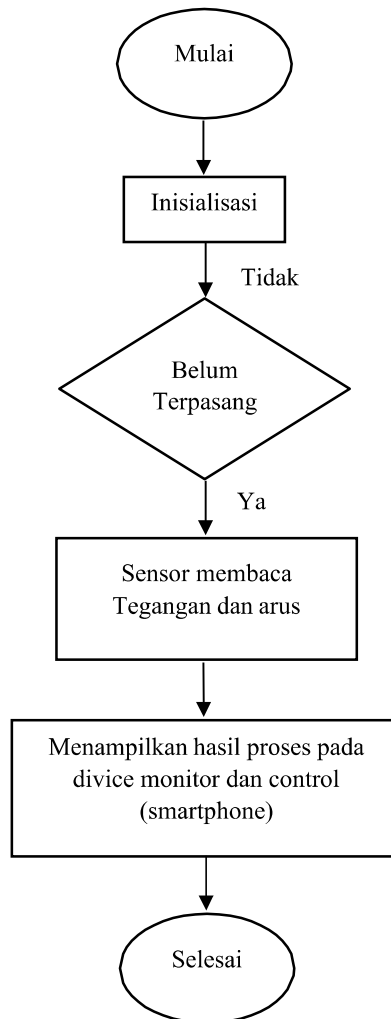 Mulai
Inisialisasi
Tidak
Belum
Terpasang
Ya
Sensor membaca
Tegangan dan arus
Menampilkan hasil proses pada
divice monitor dan control
(smartphone)
Selesai